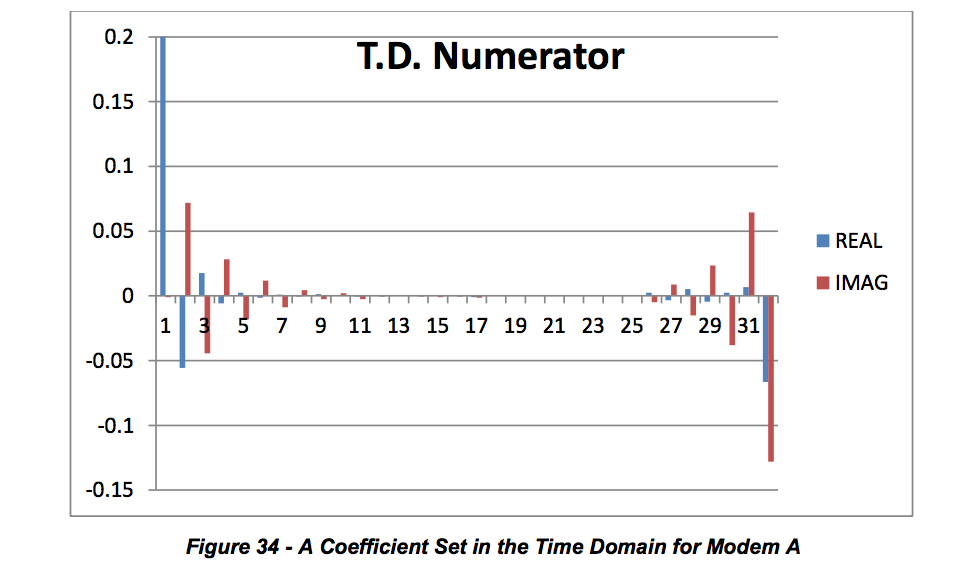 T.D. Numerator
0.2
0.15
0.1
0.05
0
-0.05
-0.1
-0.15
1 3 5 7 9 11 13 15 17 19 21 23 25 27 29 31
REAL
IMAG
Figure 34 - A Coefficient Set in the Time Domain for Modem A